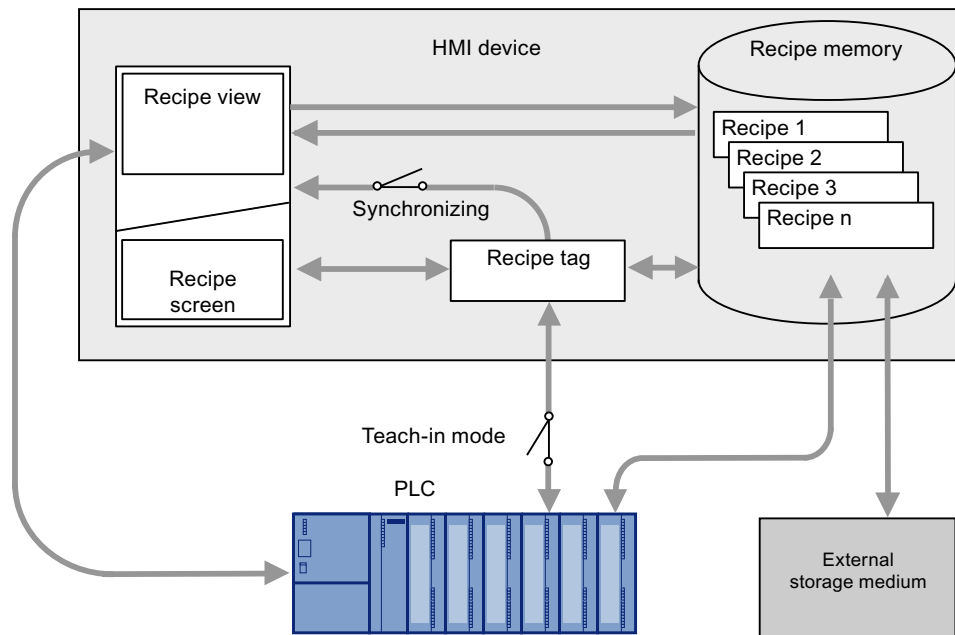 HMI device
Recipe memory
Recipe view
Recipe 1
Recipe 2
Recipe 3
Recipe n
Synchronizing
Recipe tag
Recipe
screen
Teach-in mode
PLC
External
storage medium